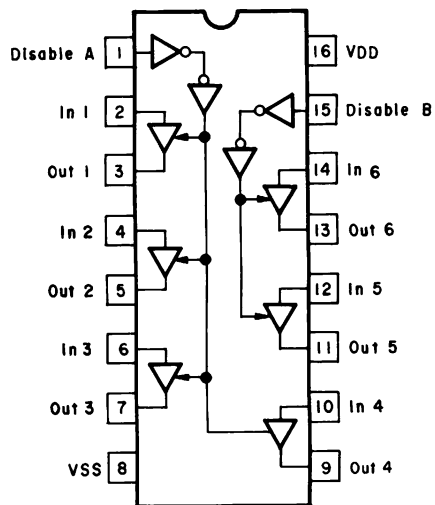 Disable A 1 16 VDD
In 1 2 15 Disable B
Out 1 3 14 In 6
In 2 4 13 Out 6
Out 2 5 12 In 5
In 3 6 11 Out 5
Out 3 7 10 In 4
VSS 8 9 Out 4